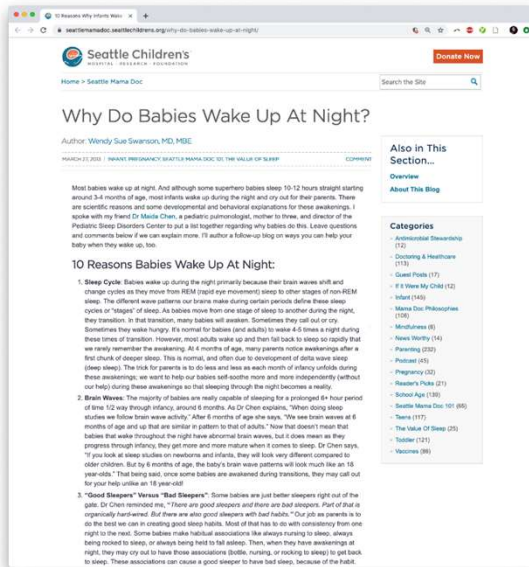 10 Reasons Why Infants Wake
seattlemamadoc.seattlechildrens.org/why-do-babies-wake-up-at-night/
Seattle Children's
HOSPITAL · RESEARCH · FOUNDATION
Donate Now
Home > Seattle Mama Doc
Search the Site
Why Do Babies Wake Up At Night?
Author: Wendy Sue Swanson, MD, MBE
INFANT, PREGNANCY, SEATTLE MAMA DOC 101, THE VALUE OF SLEEP
COMMENT
Most babies wake up at night. And although some superhero babies sleep 10-12 hours straight starting
around 3-4 months of age, most infants wake up during the night and cry out for their parents. There
are scientific reasons and some developmental and behavioral explanations for these awakenings. I
spoke with my friend Dr Maida Chen, a pediatric pulmonologist, mother to three, and director of the
Pediatric Sleep Disorders Center to put a list together regarding why babies do this. Leave questions
and comments below if we can explain more. I'll author a follow-up blog on ways you can help your
baby when they wake up, too.
10 Reasons Babies Wake Up At Night:
1. Sleep Cycle: Babies wake up during the night primarily because their brain waves shift and
change cycles as they move from REM (rapid eye movement) sleep to other stages of non-REM
sleep. The different wave patterns our brains make during certain periods define these sleep
cycles or "stages" of sleep. As babies move from one stage of sleep to another during the night,
they transition. In that transition, many babies will awaken. Sometimes they call out or cry.
Sometimes they wake hungry. It's normal for babies (and adults) to wake 4-5 times a night during
these times of transition. However, most adults wake up and then fall back to sleep so rapidly that
we rarely remember the awakening. At 4 months of age, many parents notice awakenings after a
first chunk of deeper sleep. This is normal, and often due to development of delta wave sleep
(deep sleep). The trick for parents is to do less and less as each month of infancy unfolds during
these awakenings; we want to help our babies self-soothe more and more independently (without
our help) during these awakenings so that sleeping through the night becomes a reality.
2. Brain Waves: The majority of babies are really capable of sleeping for a prolonged 6+ hour period
of time 1/2 way through infancy, around 6 months. As Dr Chen explains, "When doing sleep
studies we follow brain wave activity." After 6 months of age she says, "We see brain waves at 6
months of age and up that are similar in pattern to that of adults." Now that doesn't mean that
babies that wake throughout the night have abnormal brain waves, but it does mean as they
progress through infancy, they get more and more mature when it comes to sleep. Dr Chen says,
"If you look at sleep studies on newborns and infants, they will look very different compared to
older children. But by 6 months of age, the baby's brain wave patterns will look much like an 18
year-olds." That being said, once some babies are awakened during transitions, they may call out
for your help unlike an 18 year-old!
3. "Good Sleepers" Versus "Bad Sleepers": Some babies are just better sleepers right out of the
gate. Dr Chen reminded me, "There are good sleepers and there are bad sleepers. Part of that is
organically hard-wired. But there are also good sleepers with bad habits." Our job as parents is to
do the best we can in creating good sleep habits. Most of that has to do with consistency from one
night to the next. Some babies make habitual associations like always nursing to sleep, always
being rocked to sleep, or always being held to fall asleep. Then, when they have awakenings at
night, they may cry out to have those associations (bottle, nursing, or rocking to sleep) to get back
to sleep. These associations can cause a good sleeper to have bad sleep, because of the habit.
Also in This
Section...
Overview
About This Blog
Categories
Antimicrobial Stewardship
(12)
Doctoring & Healthcare
(113)
Guest Posts (17)
If It Were My Child (12)
Infant (145)
Mama Doc Philosophies
(108)
Mindfulness (8)
News Worthy (14)
Parenting (232)
Podcast (45)
Pregnancy (32)
Reader's Picks (21)
School Age (139)
Seattle Mama Doc 101 (65)
Teens (117)
The Value Of Sleep (25)
Toddler (121)
Vaccines (98)